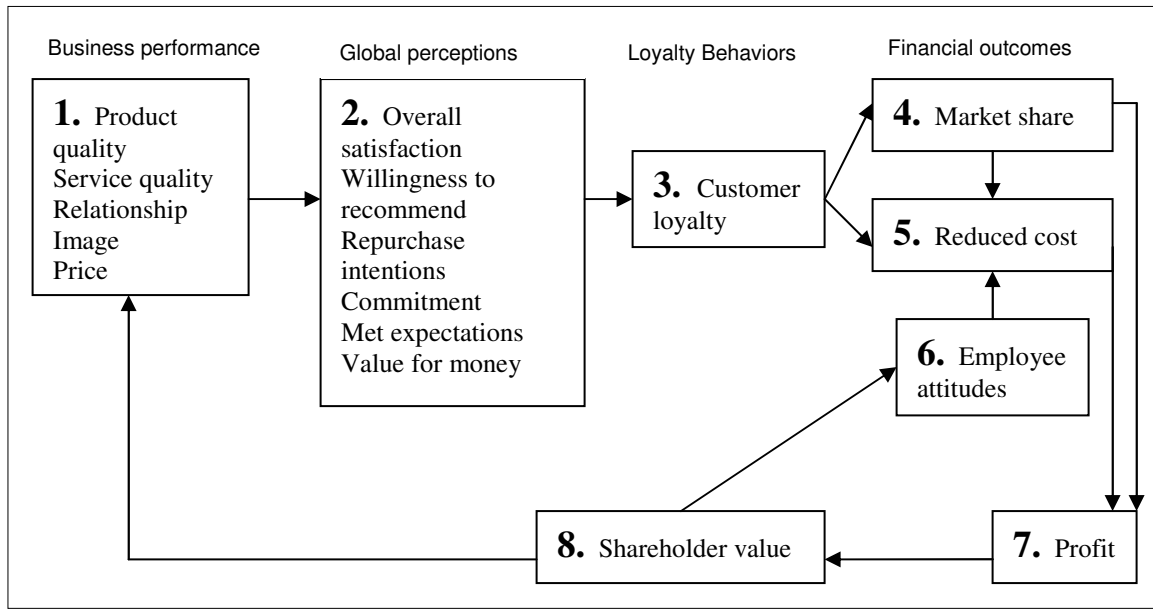 Business performance
Global perceptions
Loyalty Behaviors
Financial outcomes
1. Product
quality
Service quality
Relationship
Image
Price
2. Overall
satisfaction
Willingness to
recommend
Repurchase
intentions
Commitment
Met expectations
Value for money
3. Customer
loyalty
4. Market share
5. Reduced cost
6. Employee
attitudes
7. Profit
8. Shareholder value